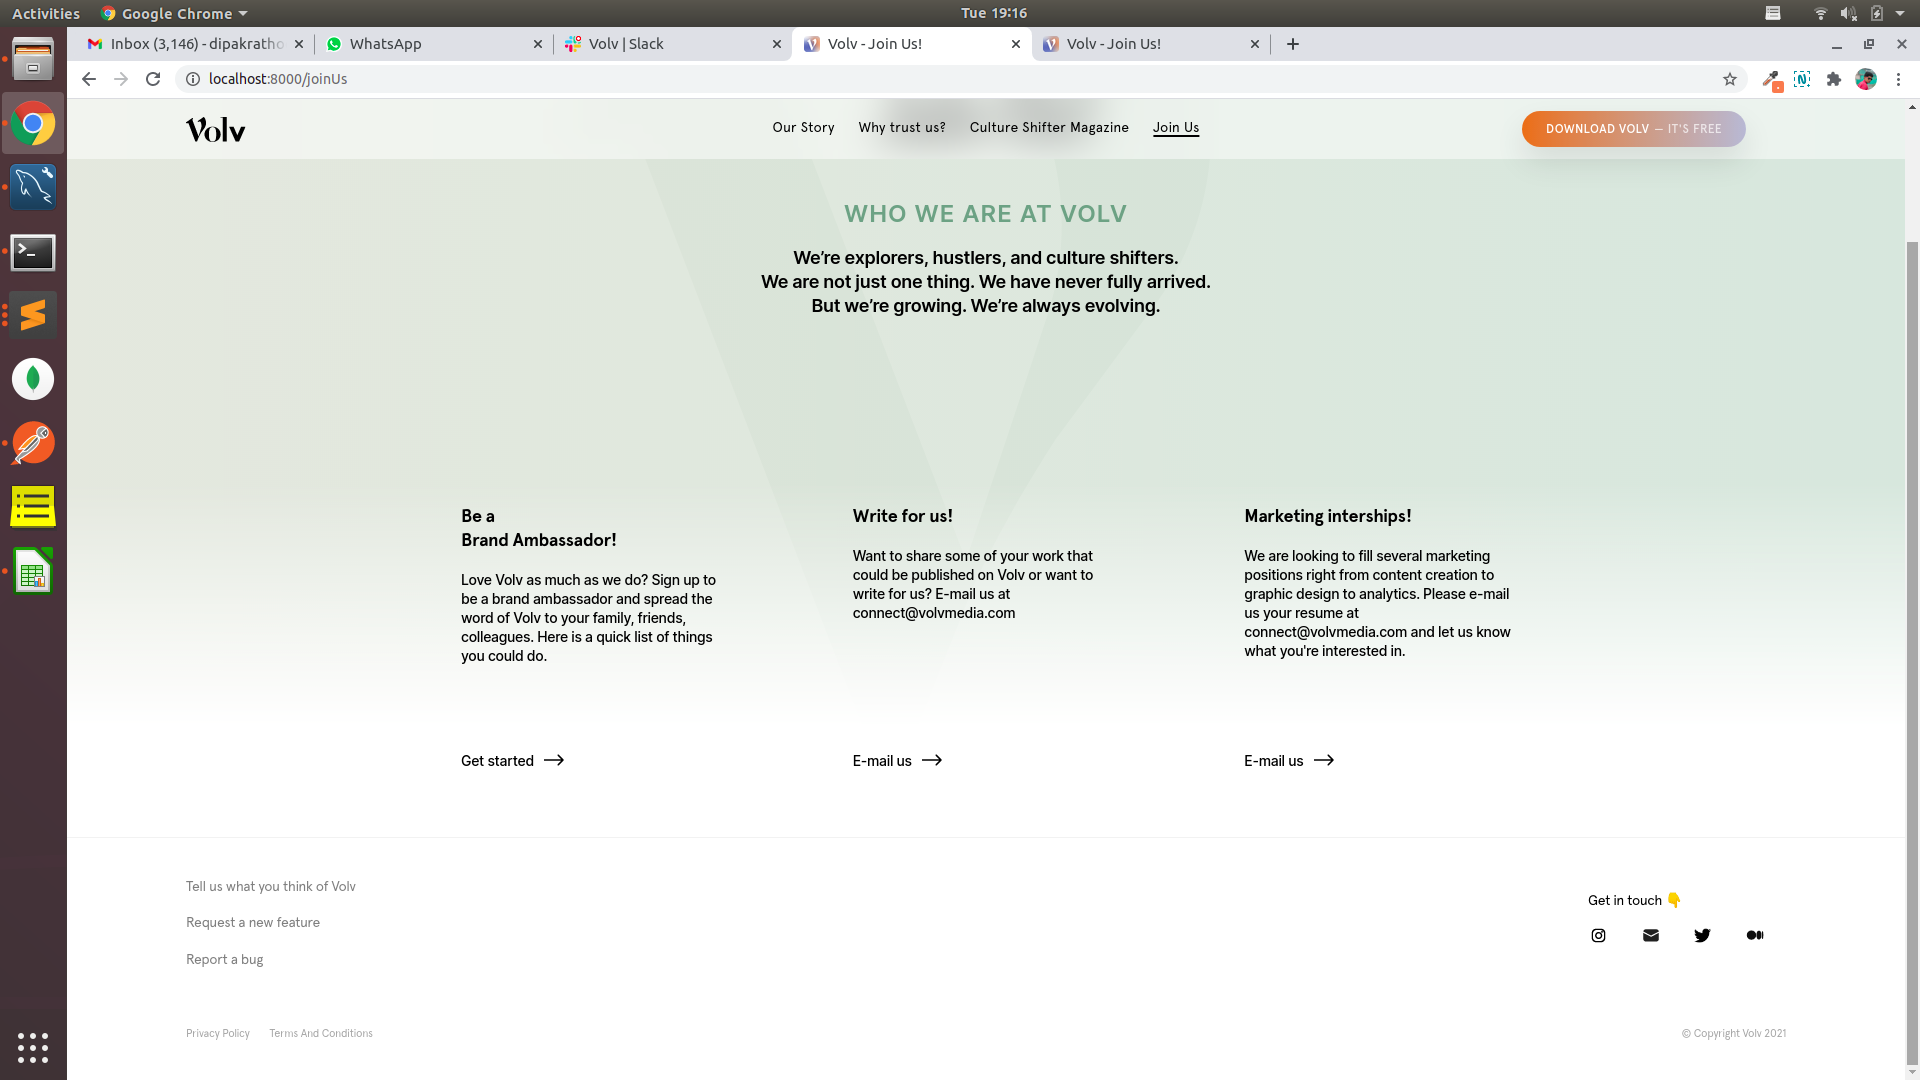 Activities
Google Chrome
Tue 19:16
Inbox (3,146) - dipakratho
WhatsApp
Volv | Slack
Volv - Join Us!
Volv - Join Us!
localhost:8000/joinUs
Volv
Our Story
Why trust us?
Culture Shifter Magazine
Join Us
DOWNLOAD VOLV — IT'S FREE
WHO WE ARE AT VOLV
We’re explorers, hustlers, and culture shifters.
We are not just one thing. We have never fully arrived.
But we’re growing. We’re always evolving.
Be a
Brand Ambassador!
Love Volv as much as we do? Sign up to
be a brand ambassador and spread the
word of Volv to your family, friends,
colleagues. Here is a quick list of things
you could do.
Get started
Write for us!
Want to share some of your work that
could be published on Volv or want to
write for us? E-mail us at
connect@volvmedia.com
E-mail us
Marketing interships!
We are looking to fill several marketing
positions right from content creation to
graphic design to analytics. Please e-mail
us your resume at
connect@volvmedia.com and let us know
what you're interested in.
E-mail us
Tell us what you think of Volv
Request a new feature
Report a bug
Get in touch 👇
Privacy Policy
Terms And Conditions
© Copyright Volv 2021